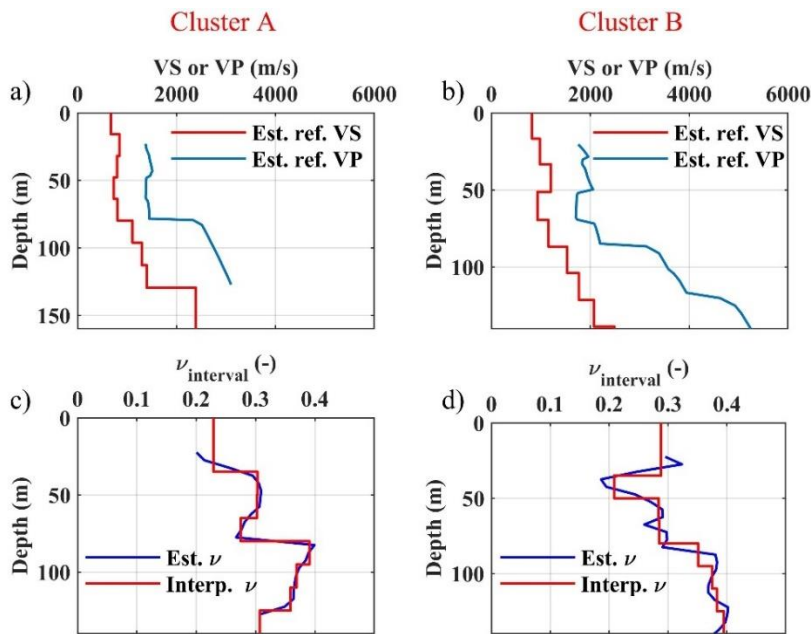 Cluster A
Cluster B
a)
VS or VP (m/s)
0 2000 4000 6000
Est. ref. VS
Est. ref. VP
Depth (m)
0
50
100
150
b)
VS or VP (m/s)
0 2000 4000 6000
Est. ref. VS
Est. ref. VP
Depth (m)
0
50
100
c)
ν interval (-)
0 0.1 0.2 0.3 0.4
Depth (m)
0
50
100
Est. ν
Interp. ν
d)
ν interval (-)
0 0.1 0.2 0.3 0.4
Depth (m)
0
50
100
Est. ν
Interp. ν